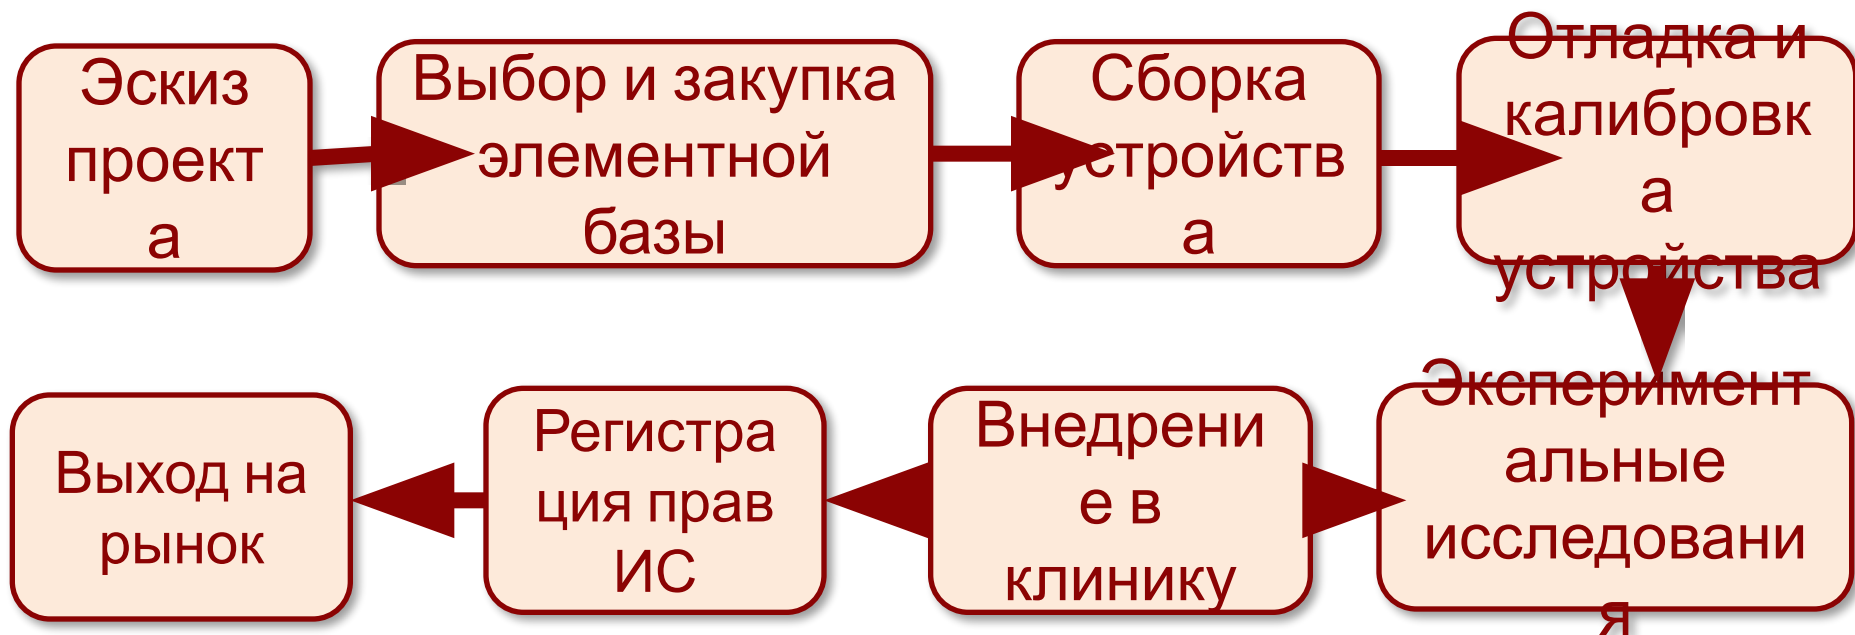 Эскиз
проект
а
Выбор и закупка
элементной
базы
Сборка
устройств
а
Отладка и
калибровк
а
устройства
Выход на
рынок
Регистра
ция прав
ИС
Внедрени
е в
клинику
Эксперимент
альные
исследовани
я